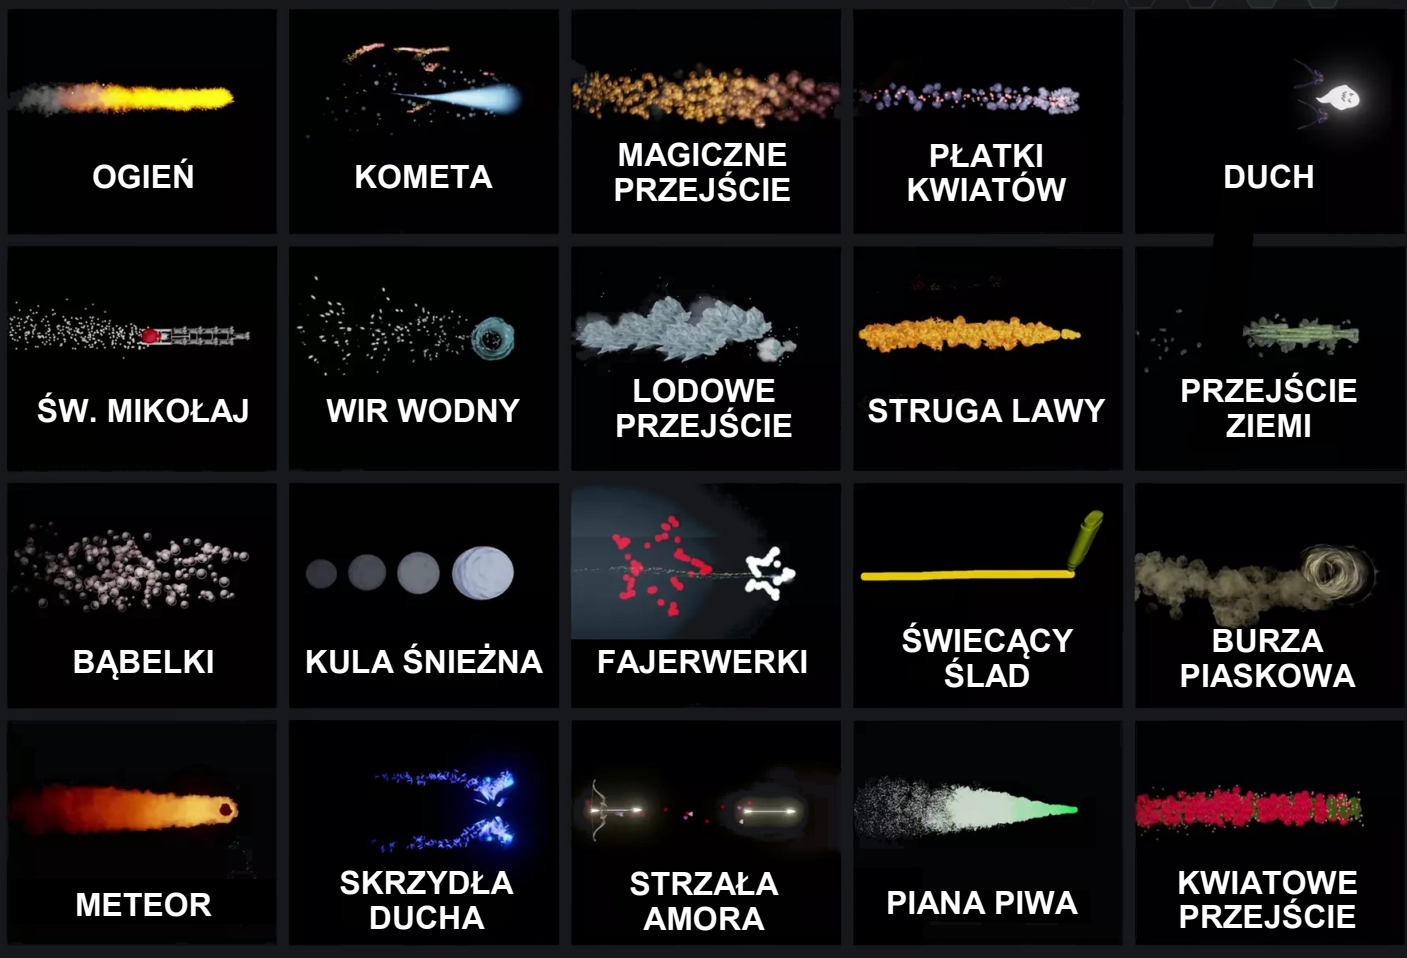 OGIEŃ
KOMETA
MAGICZNE
PRZEJŚCIE
PŁATKI
KWIATÓW
DUCH
ŚW. MIKOŁAJ
WIR WODNY
LODOWE
PRZEJŚCIE
STRUGA LAWY
PRZEJŚCIE
ZIEMI
BĄBELKI
KULA ŚNIEŻNA
FAJERWERKI
ŚWIECĄCY
ŚLAD
BURZA
PIASKOWA
METEOR
SKRZYDŁA
DUCHA
STRZAŁA
AMORA
PIANA PIWA
KWIATOWE
PRZEJŚCIE